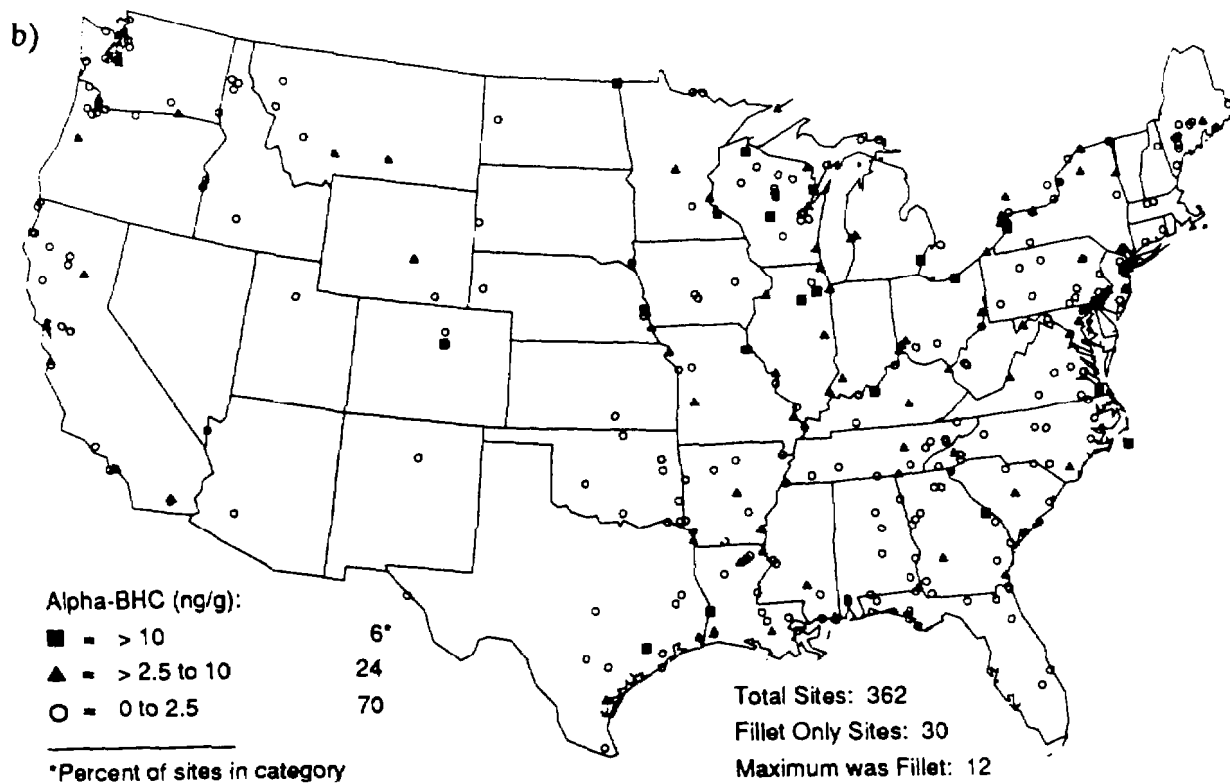 b)
Alpha-BHC (ng/g):
■ = > 10 6*
▲ = > 2.5 to 10 24
○ = 0 to 2.5 70
*Percent of sites in category
Total Sites: 362
Fillet Only Sites: 30
Maximum was Fillet: 12